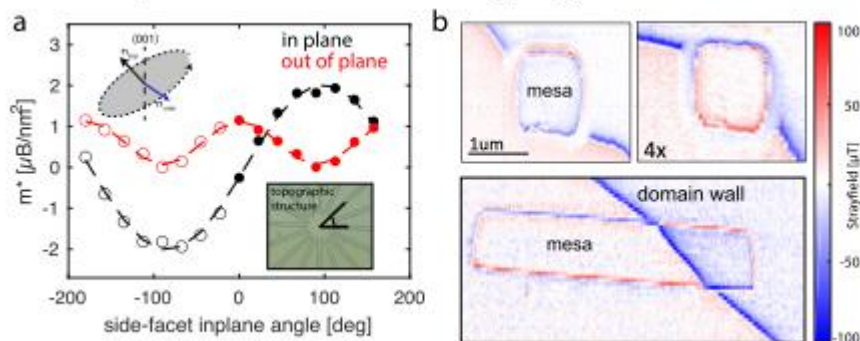 a
b
(001)
in plane
out of plane
3
2
1
0
-1
-2
m* [μB/nm²]
topographic
structure
-200
-100
0
100
200
side-facet inplane angle [deg]
mesa
1um
4x
domain wall
mesa
100
50
0
-50
-100
Strayfield [μT]